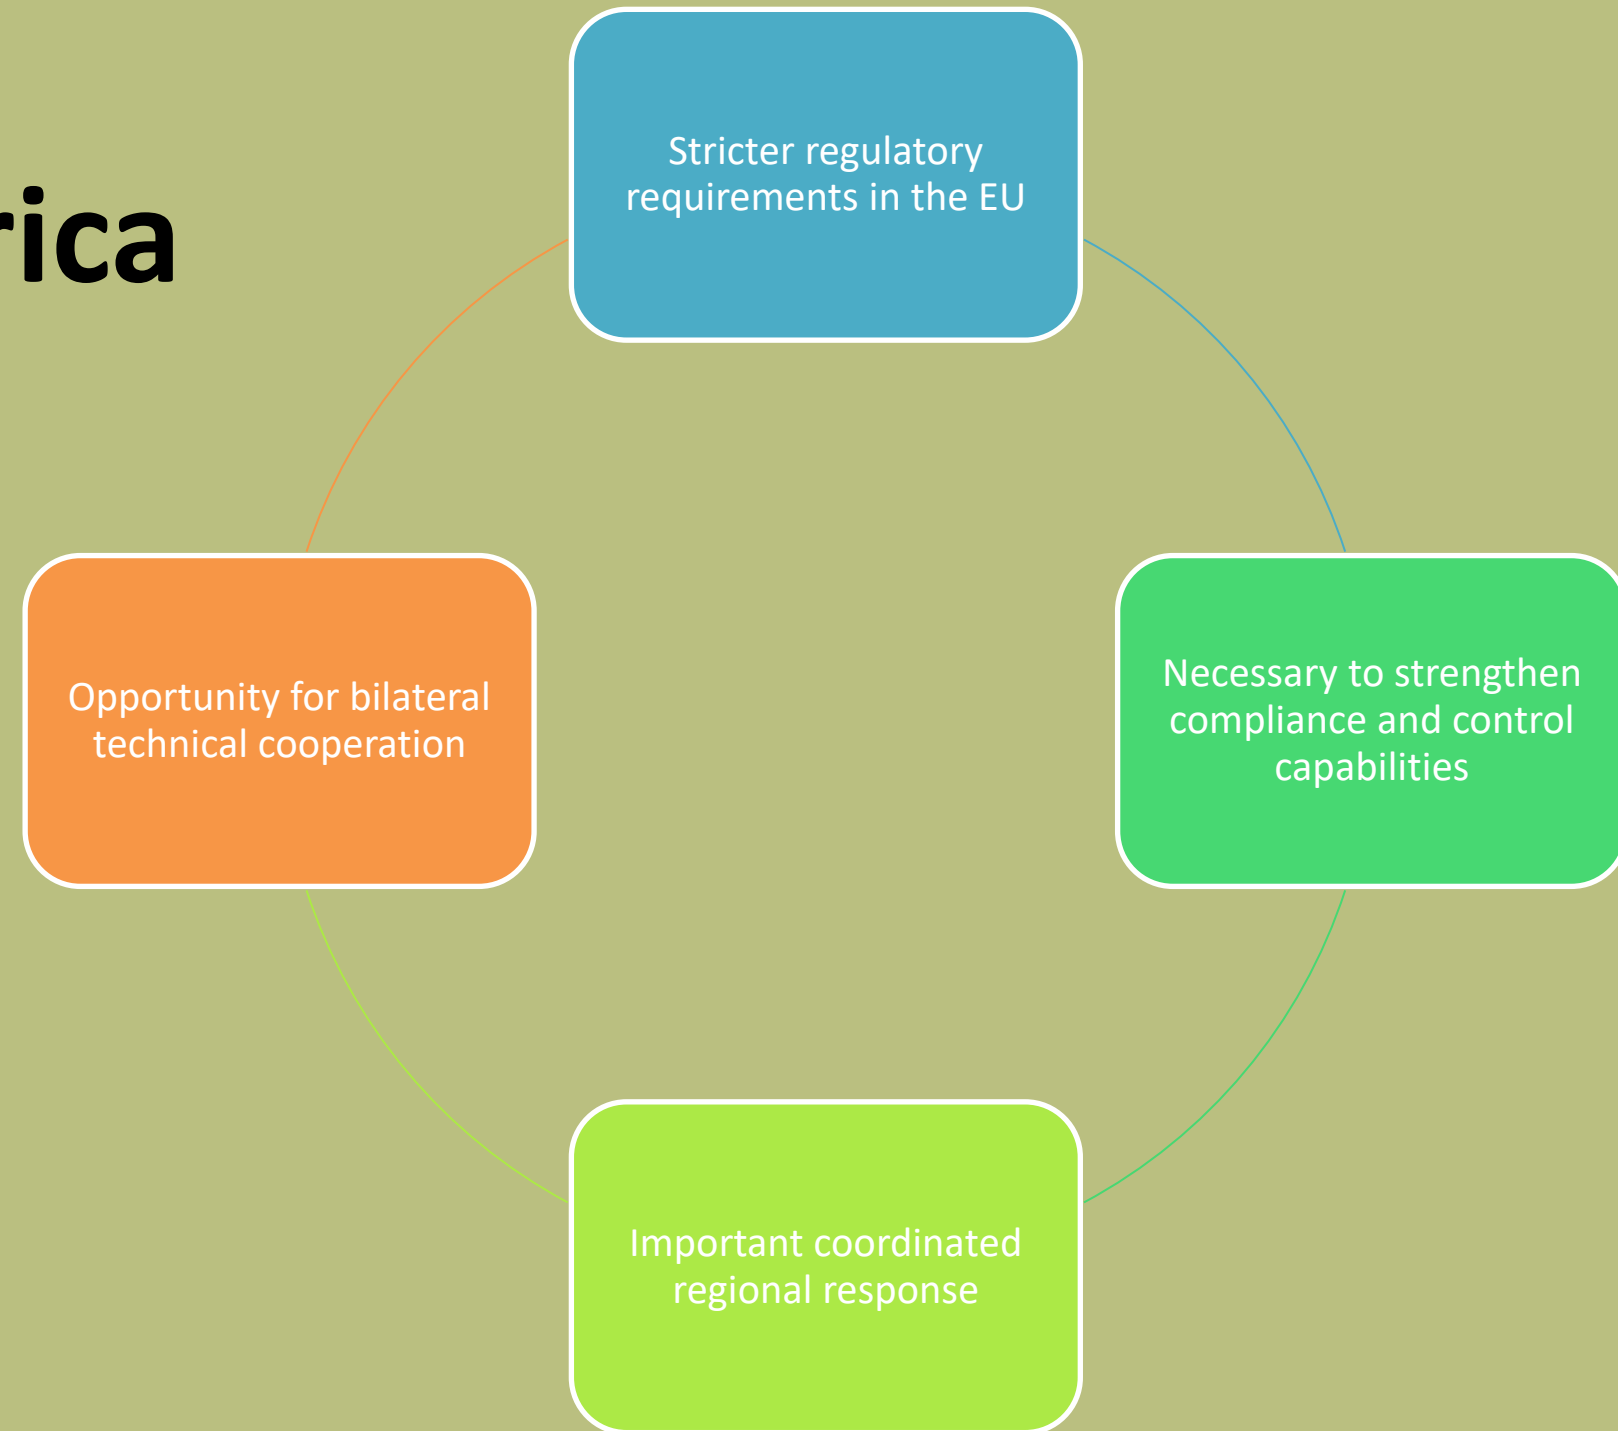 rica
Stricter regulatory
requirements in the EU
Opportunity for bilateral
technical cooperation
Necessary to strengthen
compliance and control
capabilities
Important coordinated
regional response